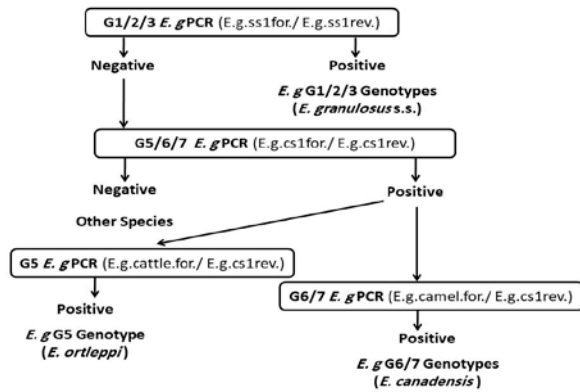 G1/2/3 E. g PCR (E.g.ss1for./ E.g.ss1rev.)
Negative
Positive
E. g G1/2/3 Genotypes
(E. granulosus s.s.)
G5/6/7 E. g PCR (E.g.cs1for./ E.g.cs1rev.)
Negative
Positive
Other Species
G5 E. g PCR (E.g.cattle.for./ E.g.cs1rev.)
G6/7 E. g PCR (E.g.camel.for./ E.g.cs1rev.)
Positive
E. g G5 Genotype
(E. ortleppi)
Positive
E. g G6/7 Genotypes
(E. canadensis)